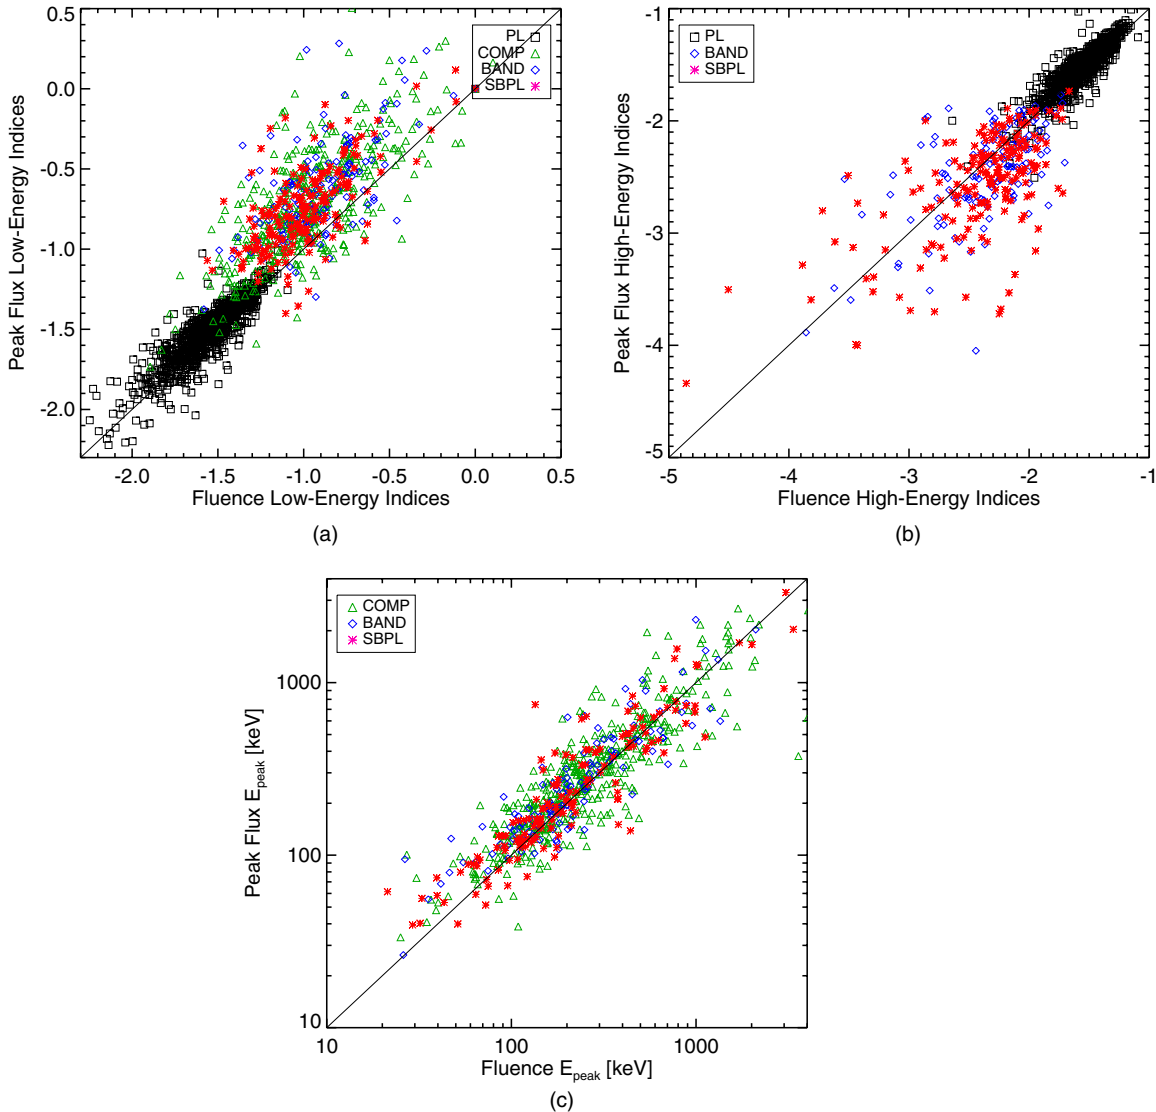 PL
COMP
BAND
SBPL
0.0
-0.5
-1.0
-1.5
-2.0
Peak Flux Low-Energy Indices
-2.0 -1.5 -1.0 -0.5 0.0 0.5
Fluence Low-Energy Indices
(a)
PL
BAND
SBPL
-1
-2
-3
-4
-5
Peak Flux High-Energy Indices
-5 -4 -3 -2 -1
Fluence High-Energy Indices
(b)
COMP
BAND
SBPL
1000
100
10
Peak Flux Epeak [keV]
10 100 1000
Fluence Epeak [keV]
(c)